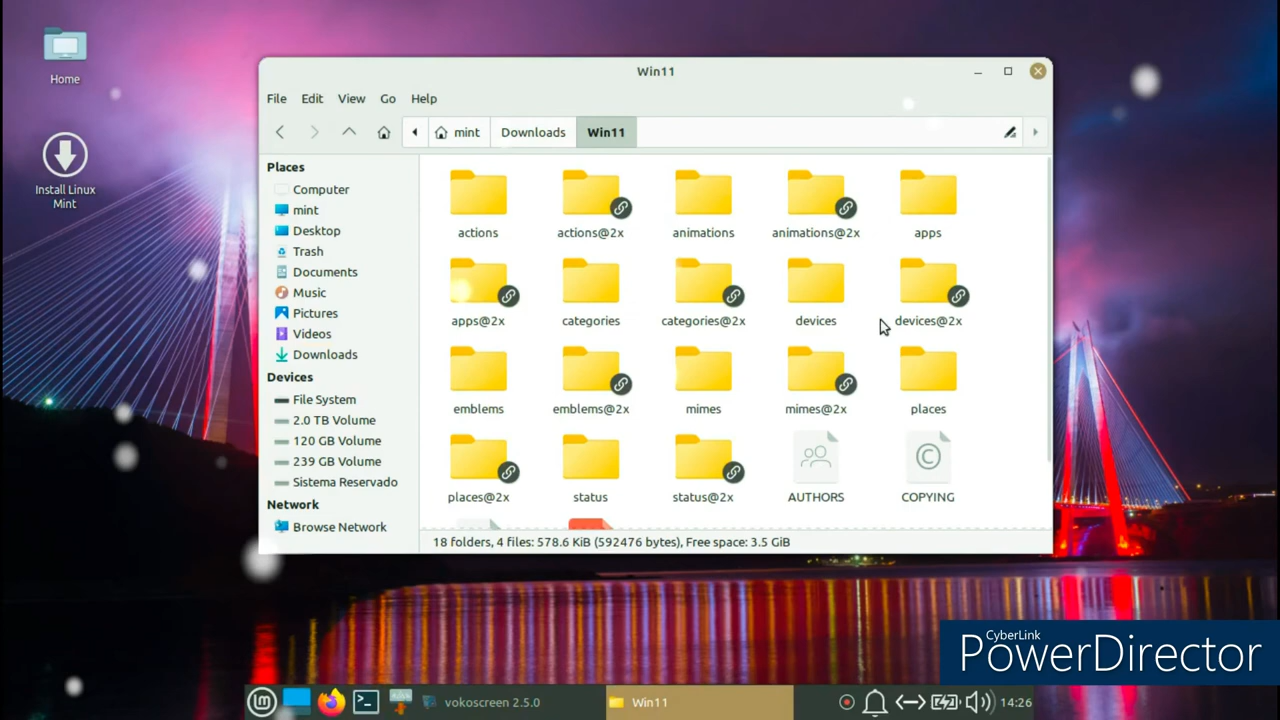 Home
Install Linux
Mint
Win11
File Edit View Go Help
mint Downloads Win11
Places
Computer
mint
Desktop
Trash
Documents
Music
Pictures
Videos
Downloads
Devices
File System
2.0 TB Volume
120 GB Volume
239 GB Volume
Sistema Reservado
Network
Browse Network
actions actions@2x animations animations@2x apps
apps@2x categories categories@2x devices devices@2x
emblems emblems@2x mimes mimes@2x places
places@2x status status@2x AUTHORS COPYING
18 folders, 4 files: 578.6 KiB (592476 bytes), Free space: 3.5 GiB
CyberLink
PowerDirector
vokoscreen 2.5.0 Win11 14:26